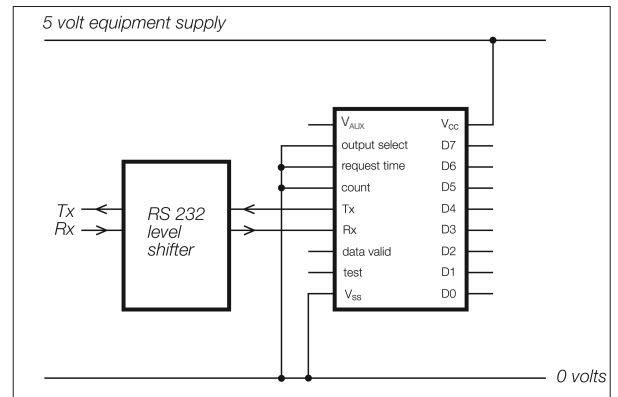 5 volt equipment supply
V_AUX V_CC
output select D7
request time D6
count D5
Tx Tx D4
Rx RS 232 level shifter Rx D3
data valid D2
test D1
V_SS D0
0 volts